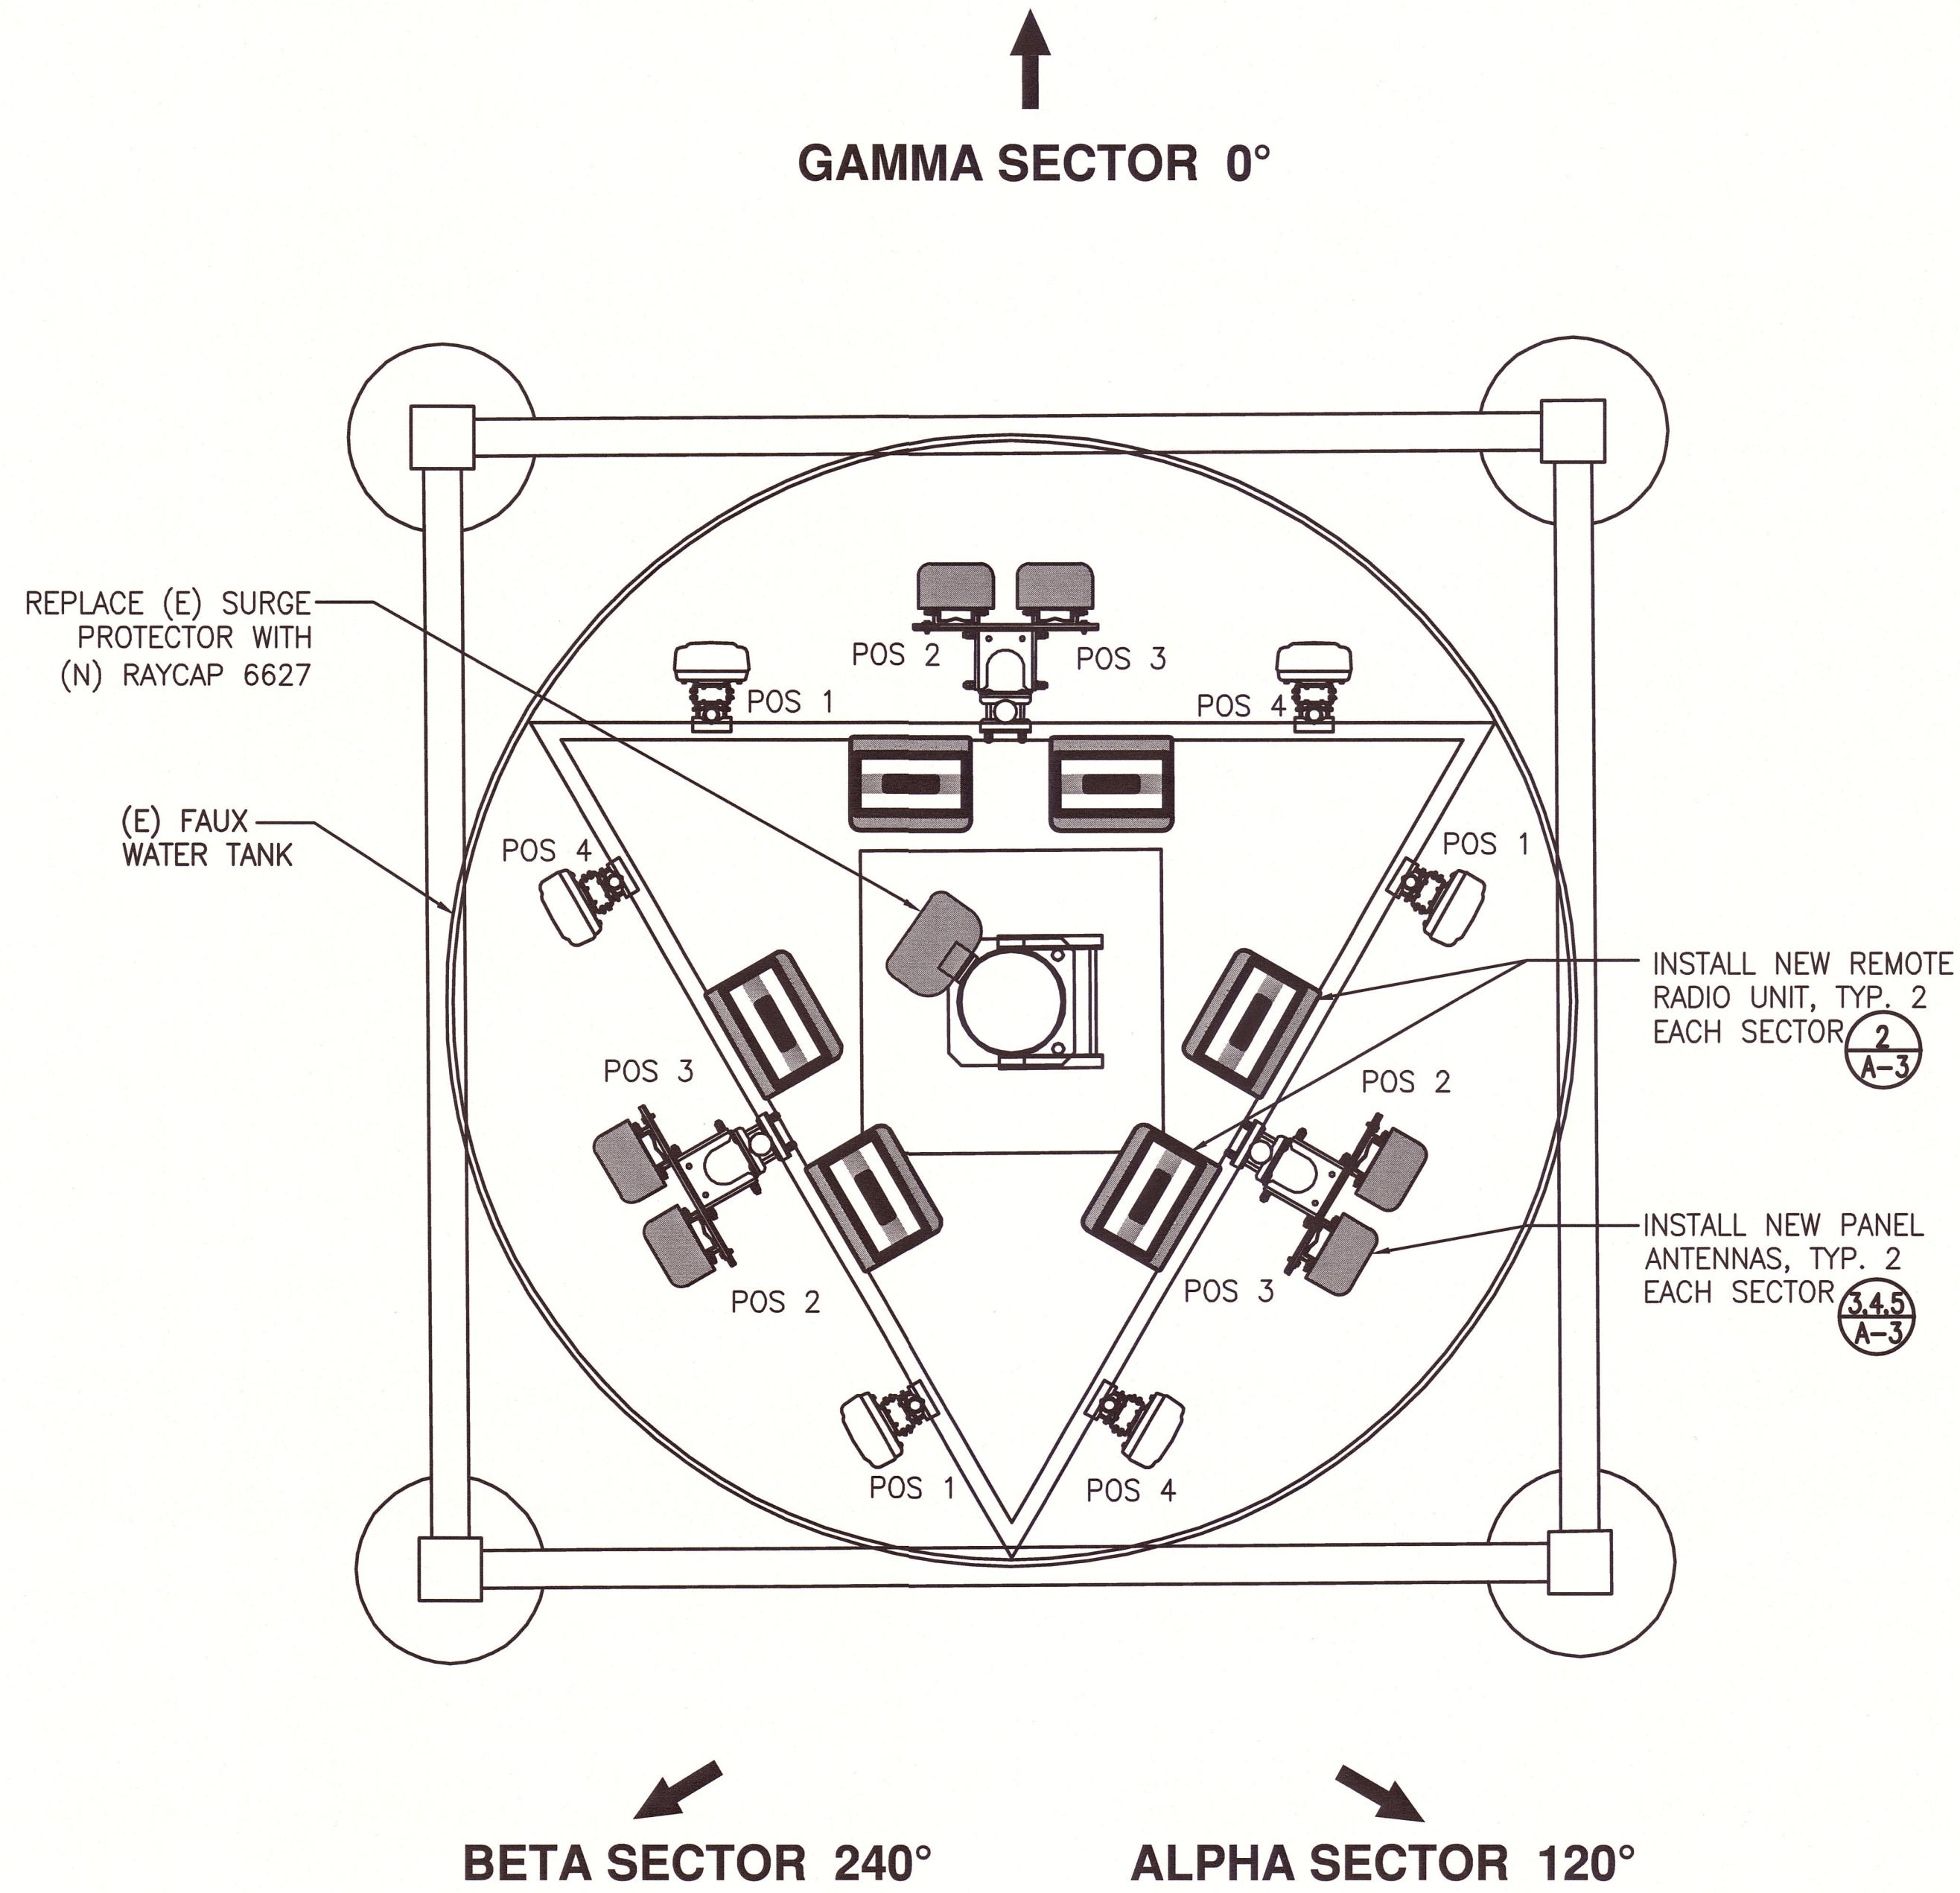 GAMMA SECTOR 0°
REPLACE (E) SURGE
PROTECTOR WITH
(N) RAYCAP 6627
POS 2
POS 3
POS 1
POS 4
(E) FAUX
WATER TANK
POS 4
POS 1
INSTALL NEW REMOTE
RADIO UNIT, TYP. 2
EACH SECTOR
2
A-3
POS 3
POS 2
INSTALL NEW PANEL
ANTENNAS, TYP. 2
EACH SECTOR
3,4,5
A-3
POS 2
POS 3
POS 1
POS 4
BETA SECTOR 240°
ALPHA SECTOR 120°